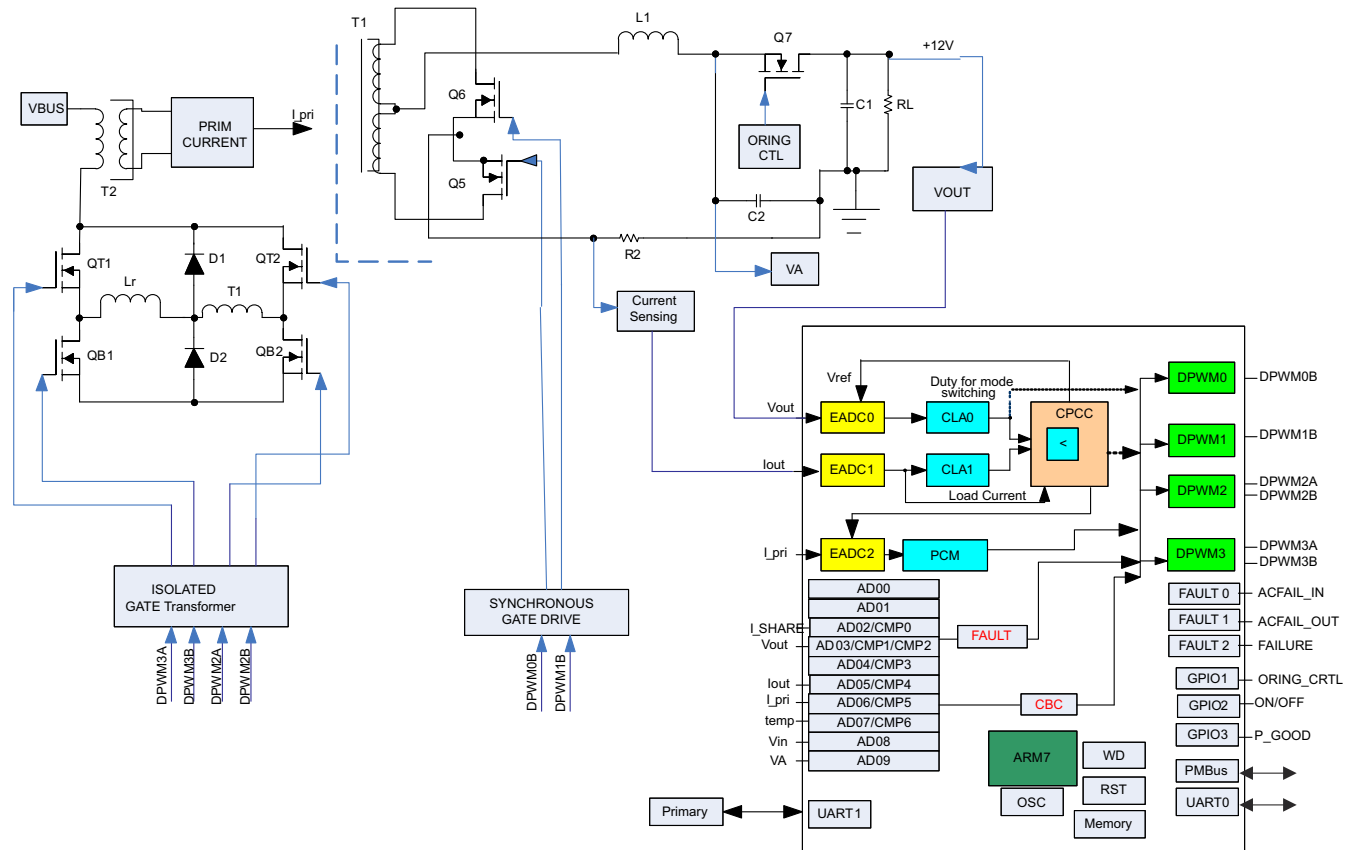 T1
L1
Q7
+12V
VBUS
PRIM
CURRENT
I_pri
T2
Q6
Q5
C1
RL
ORING
CTL
VOUT
C2
R2
VA
Current
Sensing
QT1
D1
QT2
Lr
T1
QB1
D2
QB2
ISOLATED
GATE Transformer
DPWM3A
DPWM3B
DPWM2A
DPWM2B
SYNCHRONOUS
GATE DRIVE
DPWM0B
DPWM1B
Vref
Duty for mode
switching
Vout
EADC0
CLA0
CPCC
<
Iout
EADC1
CLA1
Load Current
I_pri
EADC2
PCM
DPWM0
DPWM0B
DPWM1
DPWM1B
DPWM2
DPWM2A
DPWM2B
DPWM3
DPWM3A
DPWM3B
AD00
AD01
I_SHARE
AD02/CMP0
Vout
AD03/CMP1/CMP2
AD04/CMP3
Iout
AD05/CMP4
I_pri
AD06/CMP5
temp
AD07/CMP6
Vin
AD08
VA
AD09
FAULT
CBC
FAULT 0
ACFAIL_IN
FAULT 1
ACFAIL_OUT
FAULT 2
FAILURE
GPIO1
ORING_CRTL
GPIO2
ON/OFF
GPIO3
P_GOOD
ARM7
WD
OSC
RST
Memory
PMBus
UART0
Primary
UART1